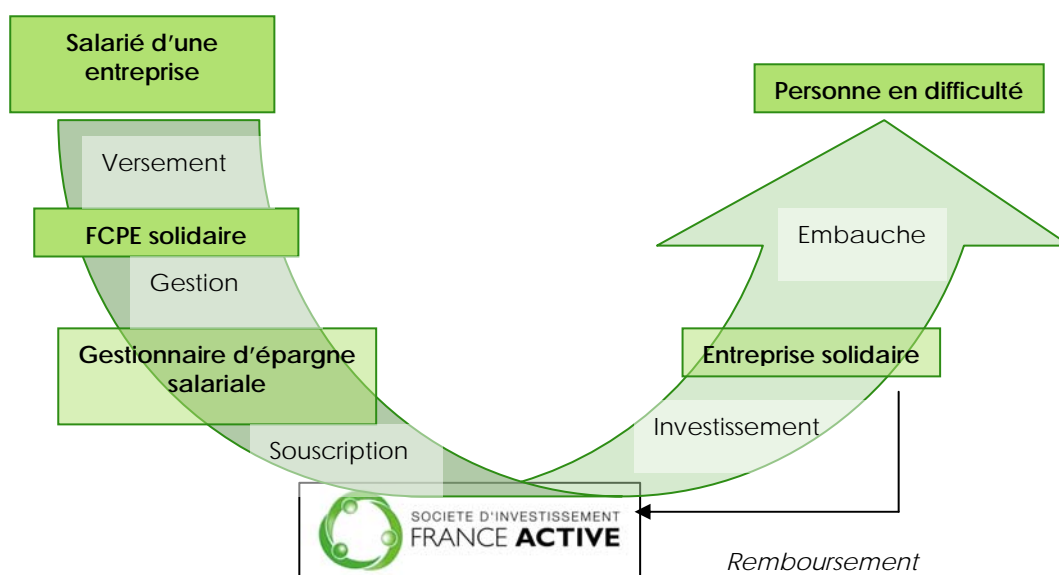 Salarié d'une
entreprise
Versement
FCPE solidaire
Gestion
Gestionnaire d'épargne
salariale
Souscription
SOCIETE D'INVESTISSEMENT
FRANCE ACTIVE
Investissement
Entreprise solidaire
Embauche
Personne en difficulté
Remboursement